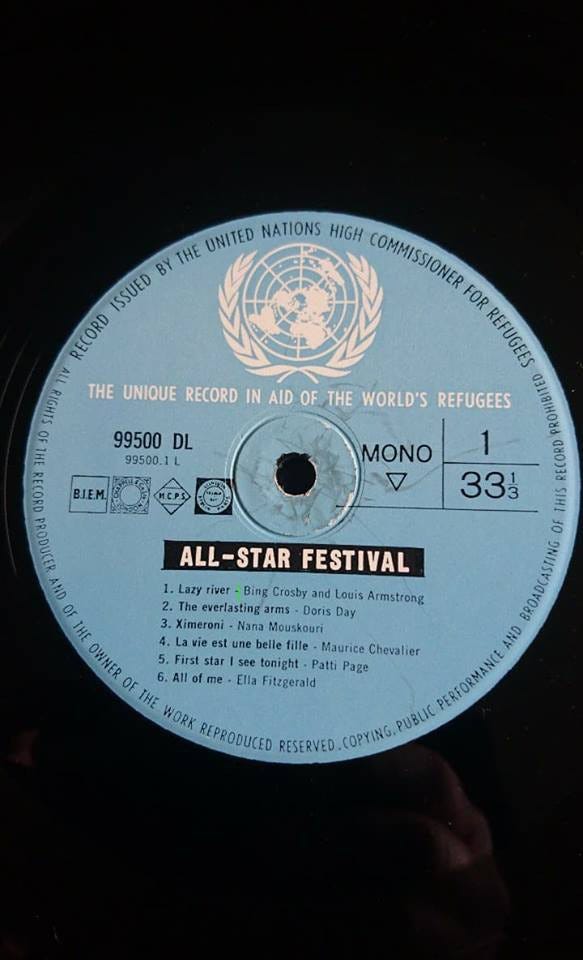 RECORD ISSUED BY THE UNITED NATIONS HIGH COMMISSIONER FOR REFUGEES
THE UNIQUE RECORD IN AID OF THE WORLD'S REFUGEES
99500 DL
99500.1 L
MONO
1
33 1/3
B.I.E.M.
M.C.P.S.
ALL-STAR FESTIVAL
1. Lazy river - Bing Crosby and Louis Armstrong
2. The everlasting arms - Doris Day
3. Ximeroni - Nana Mouskouri
4. La vie est une belle fille - Maurice Chevalier
5. First star I see tonight - Patti Page
6. All of me - Ella Fitzgerald
ALL RIGHTS OF THE RECORD PRODUCER AND OF THE OWNER OF THE WORK REPRODUCED RESERVED. COPYING, PUBLIC PERFORMANCE AND BROADCASTING OF THIS RECORD PROHIBITED